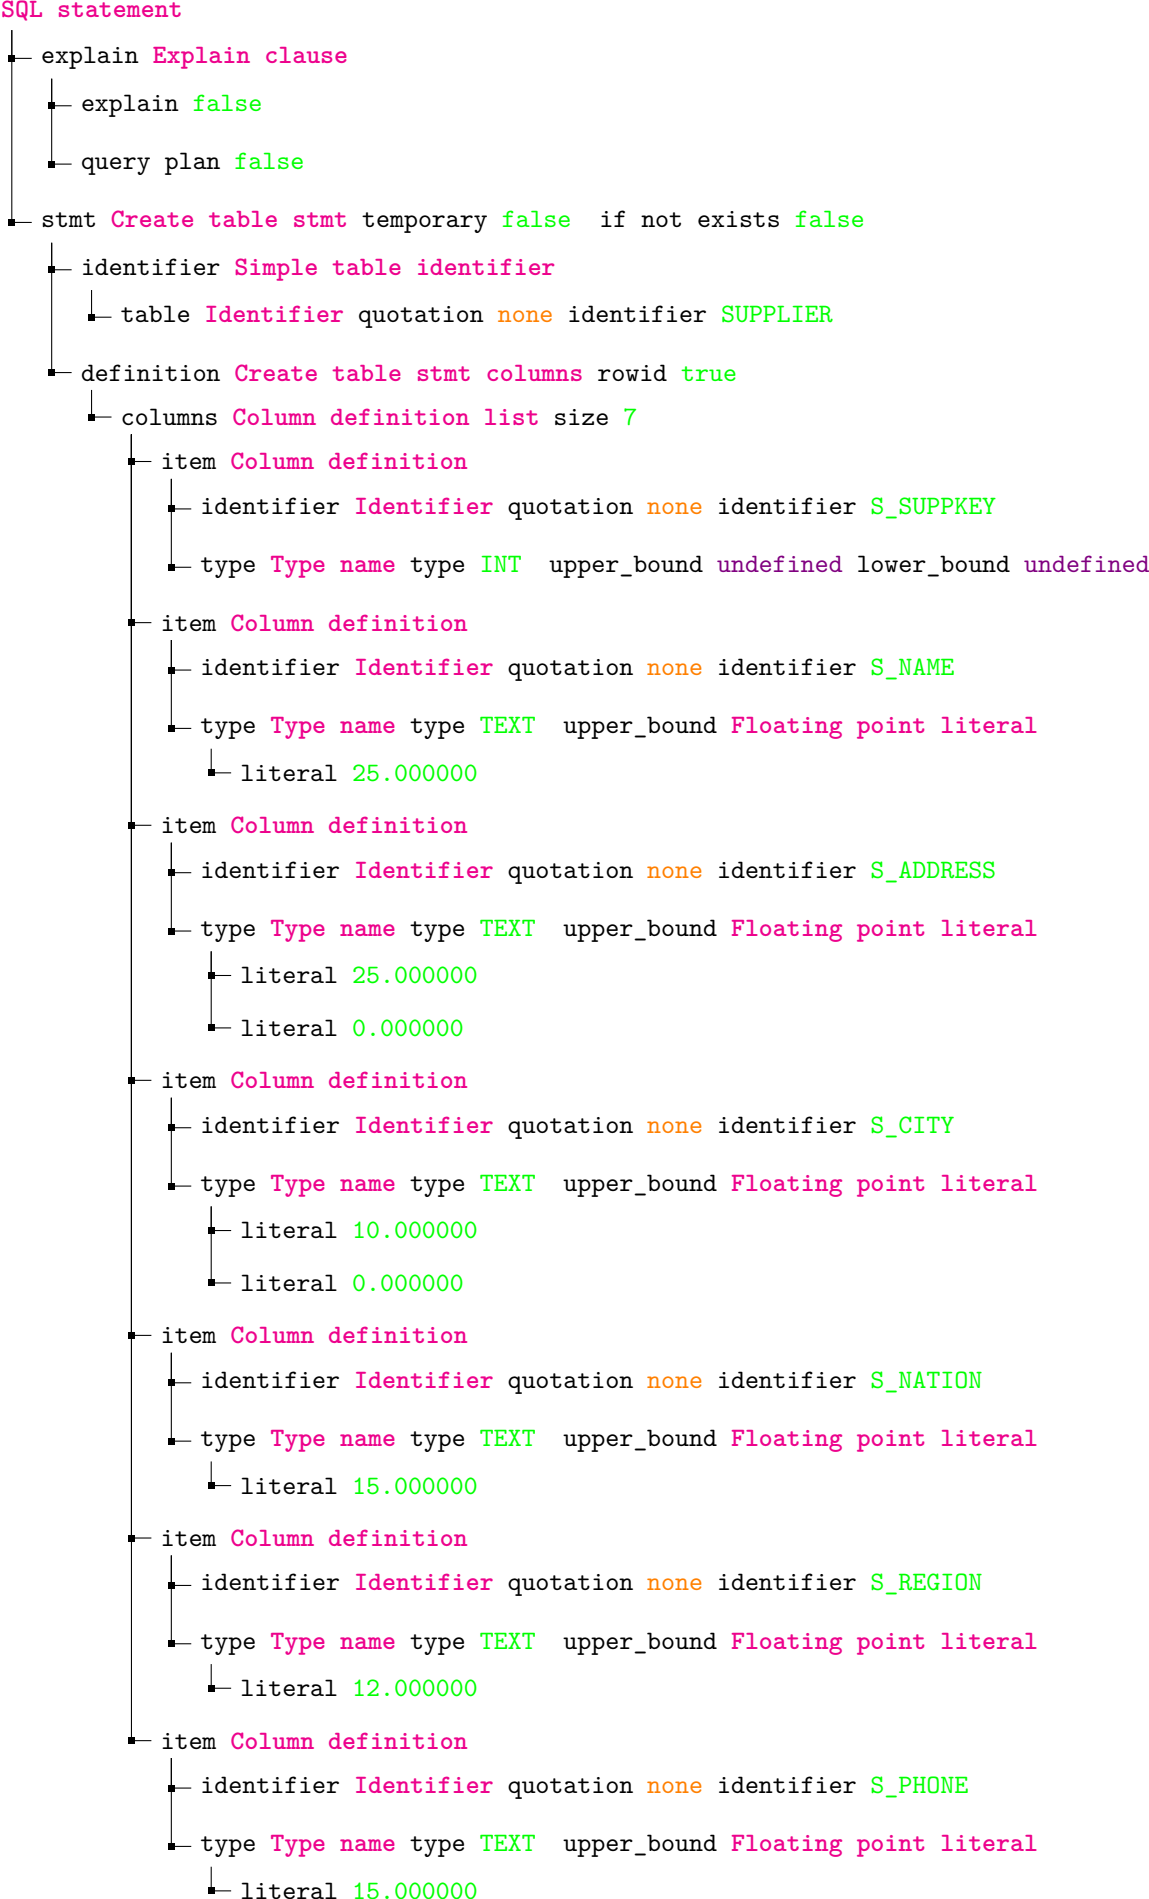 SQL statement
explain Explain clause
explain false
query plan false
stmt Create table stmt temporary false if not exists false
identifier Simple table identifier
table Identifier quotation none identifier SUPPLIER
definition Create table stmt columns rowid true
columns Column definition list size 7
item Column definition
identifier Identifier quotation none identifier S_SUPPKEY
type Type name type INT upper_bound undefined lower_bound undefined
item Column definition
identifier Identifier quotation none identifier S_NAME
type Type name type TEXT upper_bound Floating point literal
literal 25.000000
item Column definition
identifier Identifier quotation none identifier S_ADDRESS
type Type name type TEXT upper_bound Floating point literal
literal 25.000000
literal 0.000000
item Column definition
identifier Identifier quotation none identifier S_CITY
type Type name type TEXT upper_bound Floating point literal
literal 10.000000
literal 0.000000
item Column definition
identifier Identifier quotation none identifier S_NATION
type Type name type TEXT upper_bound Floating point literal
literal 15.000000
item Column definition
identifier Identifier quotation none identifier S_REGION
type Type name type TEXT upper_bound Floating point literal
literal 12.000000
item Column definition
identifier Identifier quotation none identifier S_PHONE
type Type name type TEXT upper_bound Floating point literal
literal 15.000000